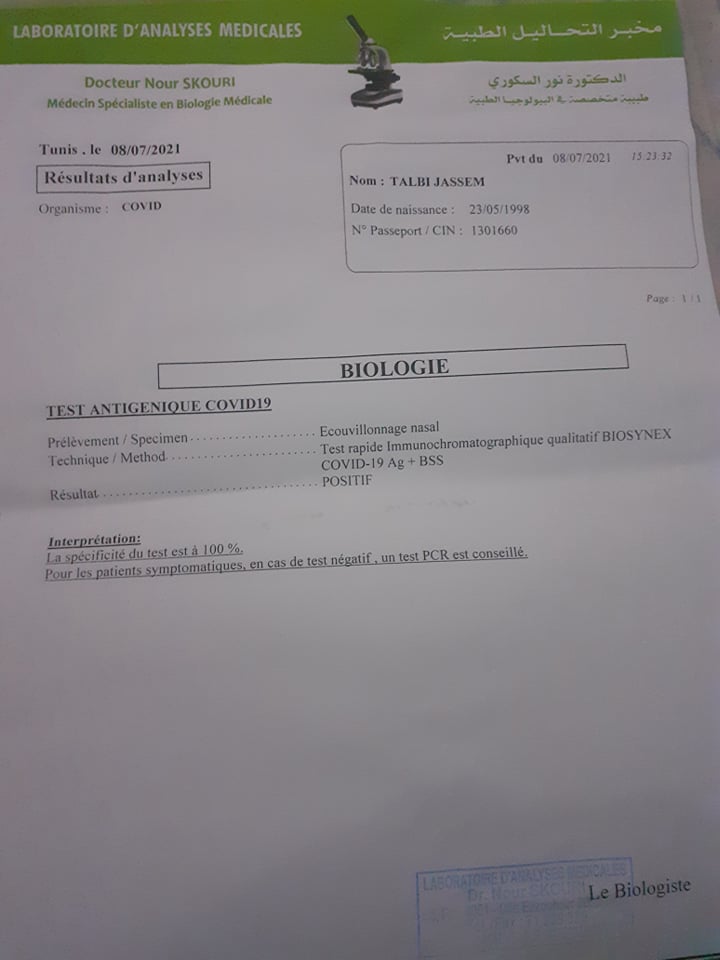 LABORATOIRE D'ANALYSES MEDICALES
مخبر التحاليل الطبية
Docteur Nour SKOURI
Médecin Spécialiste en Biologie Médicale
الدكتورة نور السكوري
طبيبة متخصصة في البيولوجيا الطبية
Tunis . le 08/07/2021
Résultats d'analyses
Organisme : COVID
Pvt du 08/07/2021 15:23:32
Nom : TALBI JASSEM
Date de naissance : 23/05/1998
N° Passeport / CIN : 1301660
Page : 1 / 1
BIOLOGIE
TEST ANTIGENIQUE COVID19
Prélèvement / Specimen . . . . . . . . . . . . . . . . . . . Ecouvillonnage nasal
Technique / Method . . . . . . . . . . . . . . . . . . . . . . Test rapide Immunochromatographique qualitatif BIOSYNEX
COVID-19 Ag + BSS
Résultat . . . . . . . . . . . . . . . . . . . . . . . . . . . . . . . . POSITIF
Interprétation:
La spécificité du test est à 100 %.
Pour les patients symptomatiques, en cas de test négatif , un test PCR est conseillé.
LABORATOIRE D'ANALYSES MEDICALES
Dr. Nour SKOURI
Le Biologiste